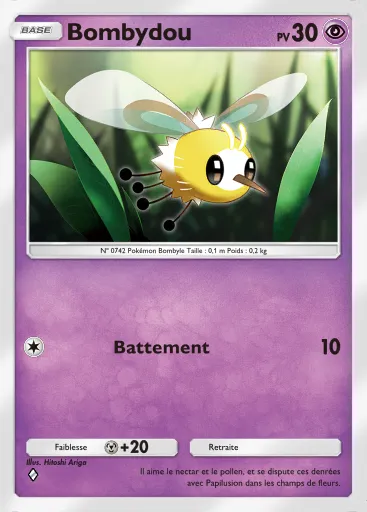 BASE Bombydou PV 30
N° 0742 Pokémon Bombyle Taille : 0,1 m Poids : 0,2 kg
Battement 10
Faiblesse +20 Retraite
Illus. Hitoshi Ariga
Il aime le nectar et le pollen, et se dispute ces denrées
avec Papilusion dans les champs de fleurs.